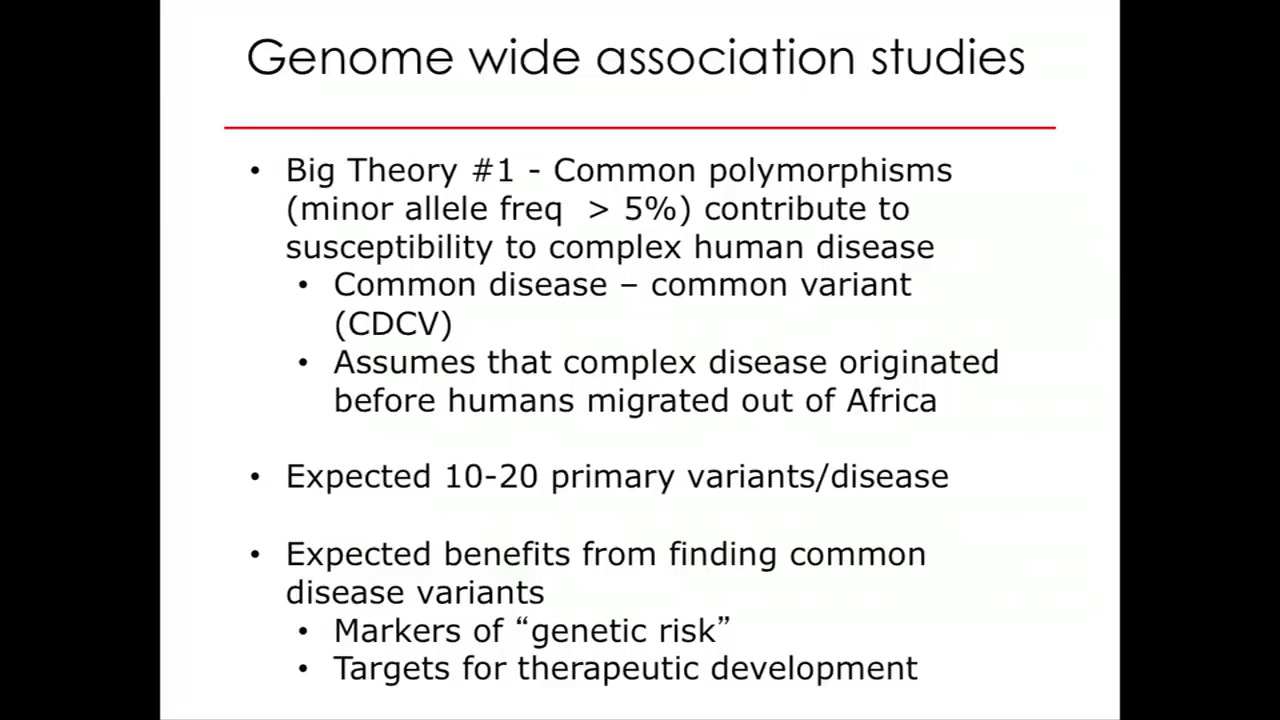 Genome wide association studies
• Big Theory #1 - Common polymorphisms
(minor allele freq > 5%) contribute to
susceptibility to complex human disease
• Common disease – common variant
(CDCV)
• Assumes that complex disease originated
before humans migrated out of Africa
• Expected 10-20 primary variants/disease
• Expected benefits from finding common
disease variants
• Markers of “genetic risk”
• Targets for therapeutic development